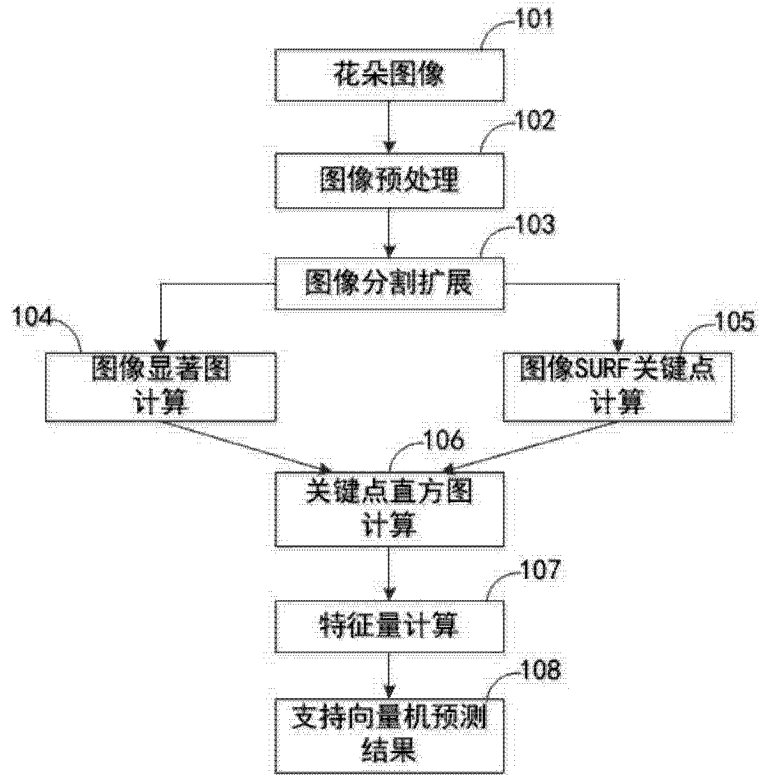 101
花朵图像
102
图像预处理
103
图像分割扩展
104
图像显著图
计算
105
图像SURF关键点
计算
106
关键点直方图
计算
107
特征量计算
108
支持向量机预测
结果